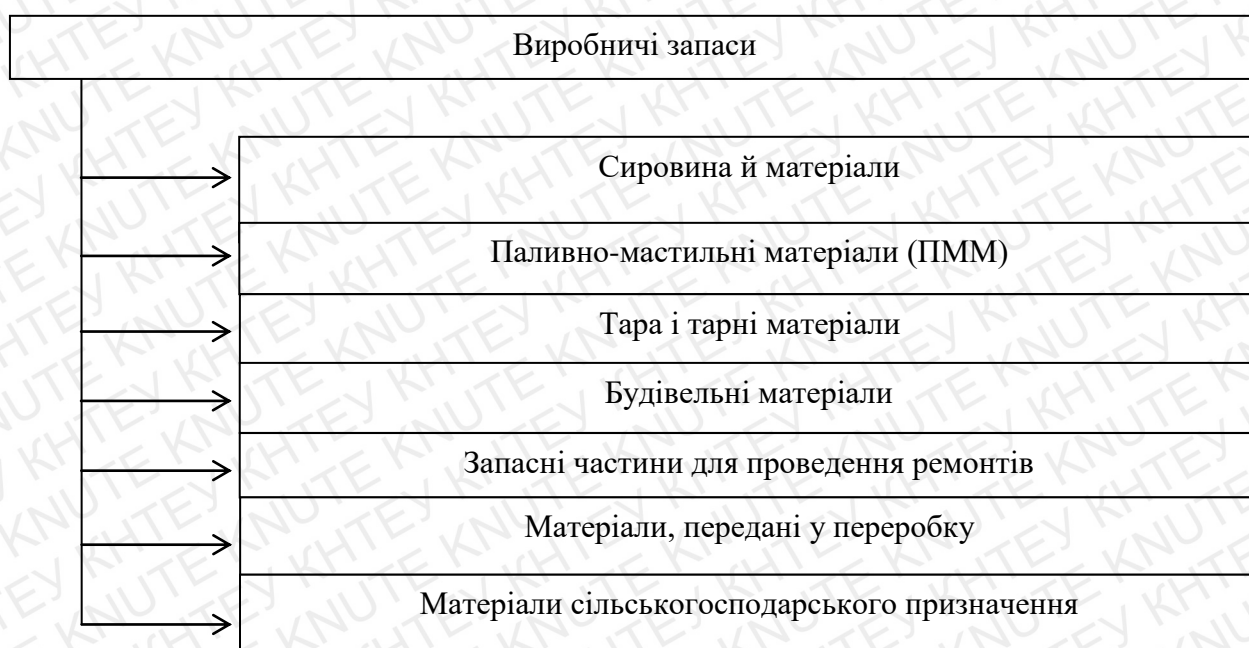 Виробничі запаси
Сировина й матеріали
Паливно-мастильні матеріали (ПММ)
Тара і тарні матеріали
Будівельні матеріали
Запасні частини для проведення ремонтів
Матеріали, передані у переробку
Матеріали сільськогосподарського призначення